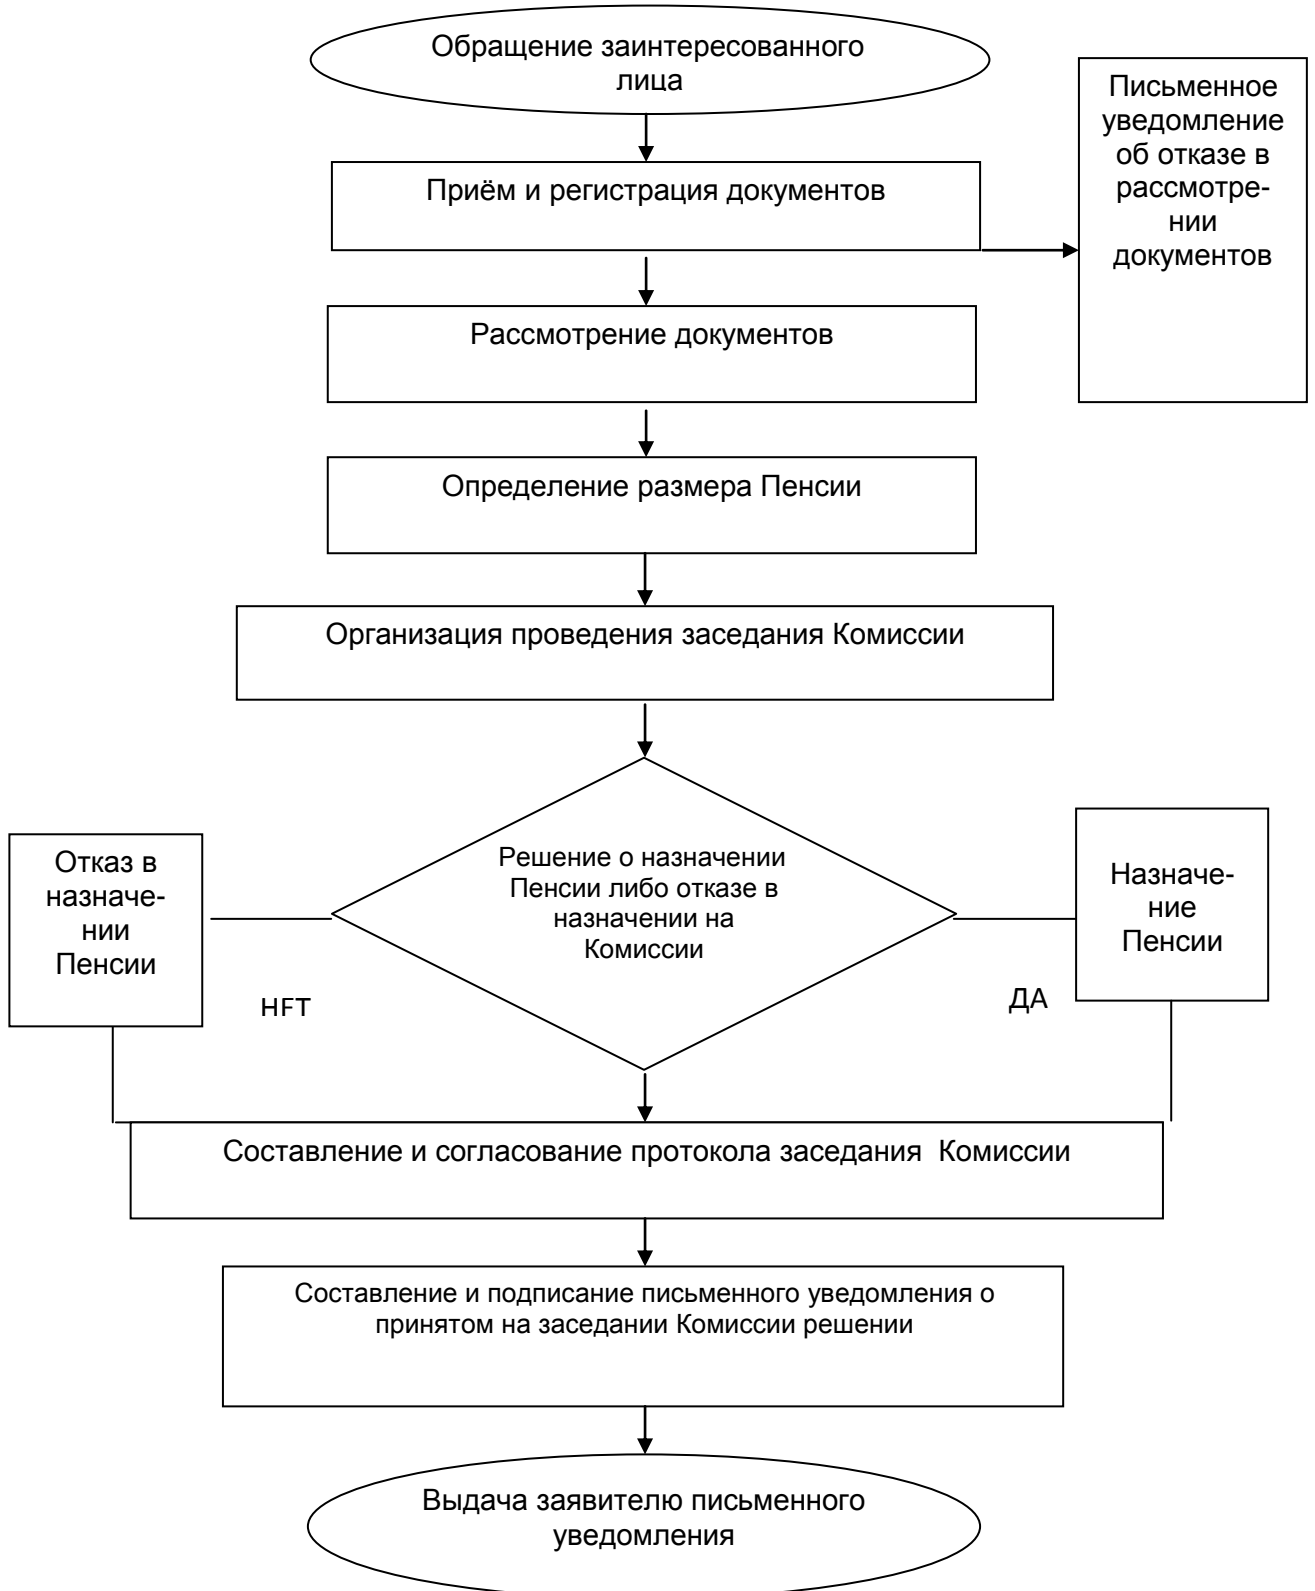 Обращение заинтересованного
лица
Письменное
уведомление
об отказе в
рассмотре-
нии
документов
Приём и регистрация документов
Рассмотрение документов
Определение размера Пенсии
Организация проведения заседания Комиссии
Решение о назначении
Пенсии либо отказе в
назначении на
Комиссии
Отказ в
назначе-
нии
Пенсии
Назначе-
ние
Пенсии
НFТ
ДА
Составление и согласование протокола заседания  Комиссии
Составление и подписание письменного уведомления о
принятом на заседании Комиссии решении
Выдача заявителю письменного
уведомления